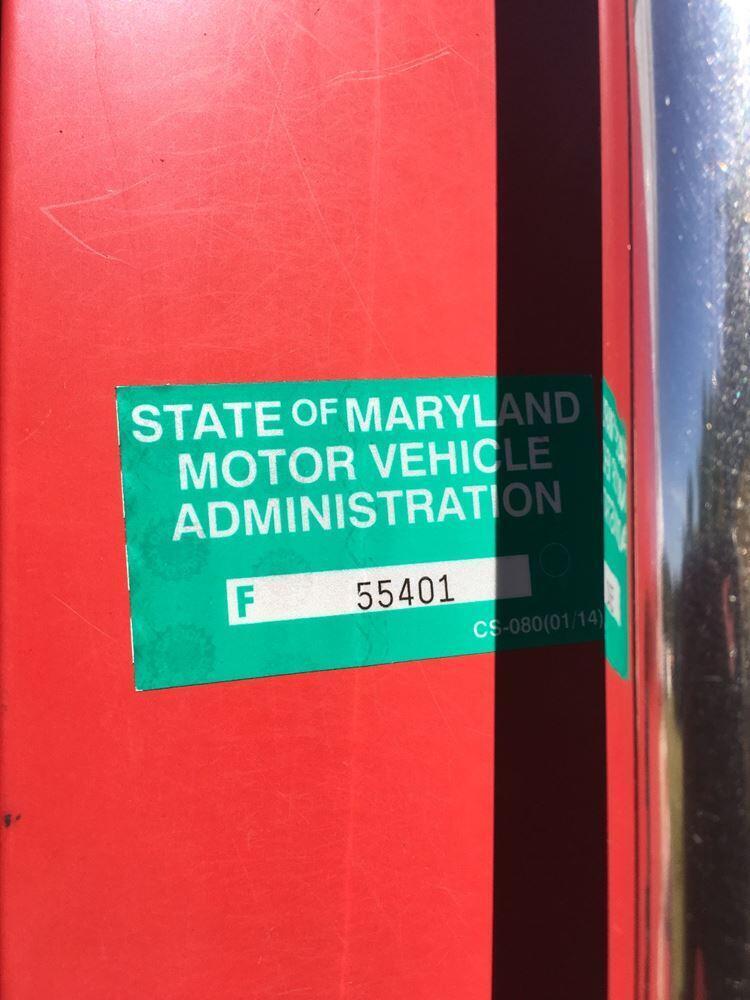 STATE OF MARYLAND
MOTOR VEHICLE
ADMINISTRATION
F 55401
CS-080(01/14)